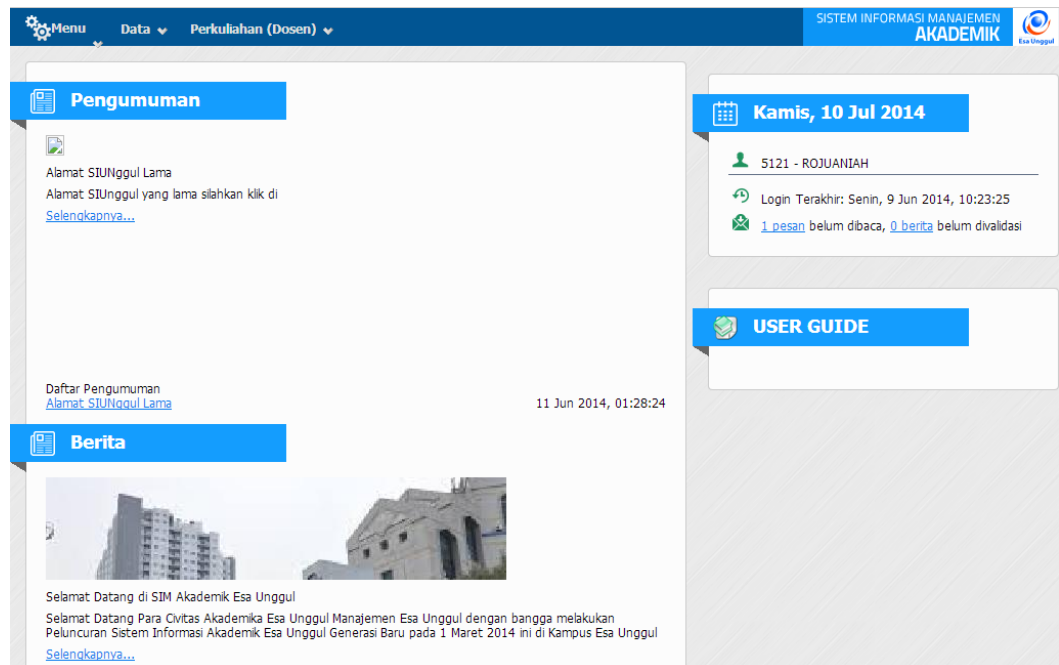 Menu Data Perkuliahan (Dosen)
SISTEM INFORMASI MANAJEMEN
AKADEMIK
Esa Unggul
Pengumuman
Alamat SIUNggul Lama
Alamat SIUnggul yang lama silahkan klik di
Selengkapnya...
Daftar Pengumuman
Alamat SIUNggul Lama 11 Jun 2014, 01:28:24
Berita
Selamat Datang di SIM Akademik Esa Unggul
Selamat Datang Para Civitas Akademika Esa Unggul Manajemen Esa Unggul dengan bangga melakukan
Peluncuran Sistem Informasi Akademik Esa Unggul Generasi Baru pada 1 Maret 2014 ini di Kampus Esa Unggul
Selengkapnya...
Kamis, 10 Jul 2014
5121 - ROJUANIAH
Login Terakhir: Senin, 9 Jun 2014, 10:23:25
1 pesan belum dibaca, 0 berita belum divalidasi
USER GUIDE